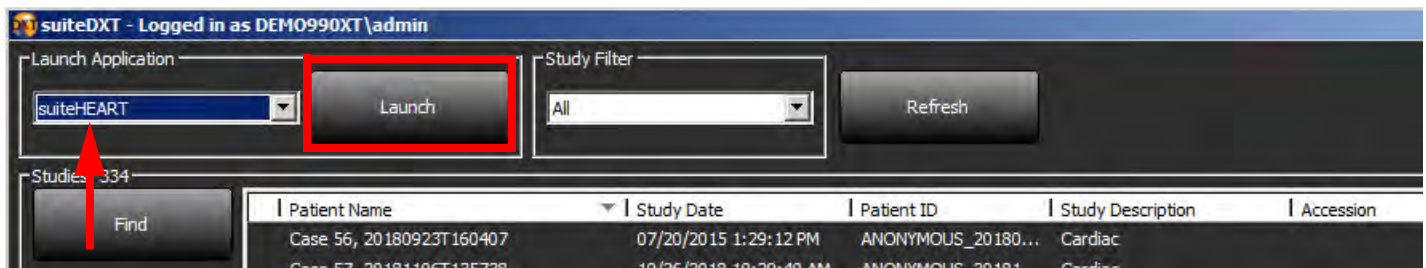 suiteDXT - Logged in as DEMO990XT\admin
Launch Application
Study Filter
suiteHEART
Launch
All
Refresh
Studies 334
Find
Patient Name
Study Date
Patient ID
Study Description
Accession
Case 56, 20180923T160407
07/20/2015 1:29:12 PM
ANONYMOUS_20180...
Cardiac